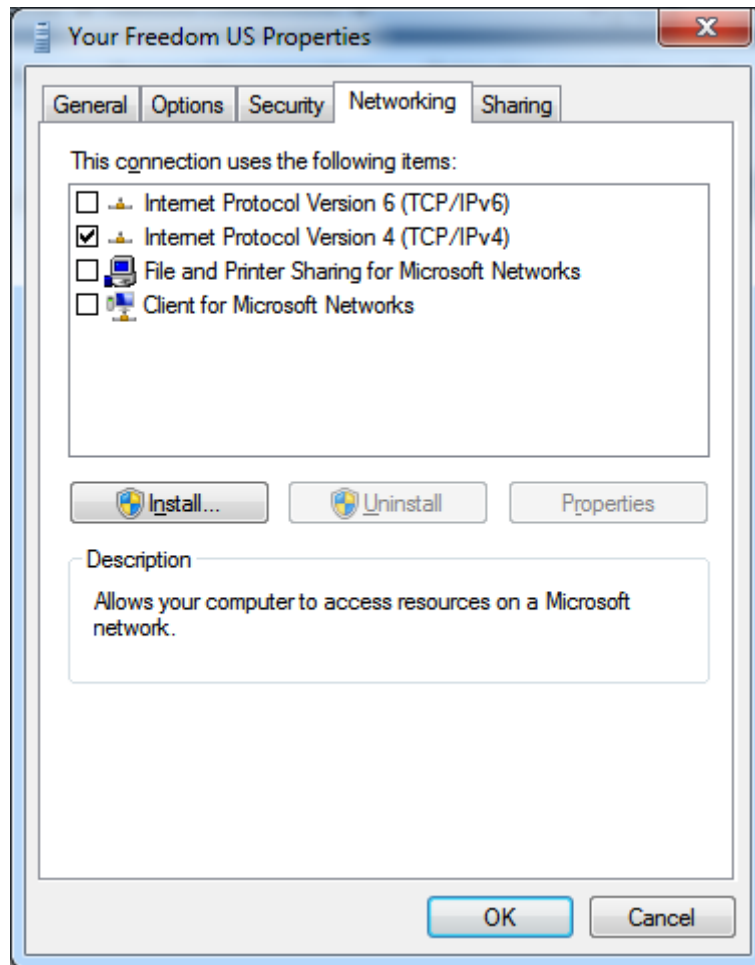 Your Freedom US Properties
General Options Security Networking Sharing
This connection uses the following items:
Internet Protocol Version 6 (TCP/IPv6)
Internet Protocol Version 4 (TCP/IPv4)
File and Printer Sharing for Microsoft Networks
Client for Microsoft Networks
Install... Uninstall Properties
Description
Allows your computer to access resources on a Microsoft
network.
OK Cancel